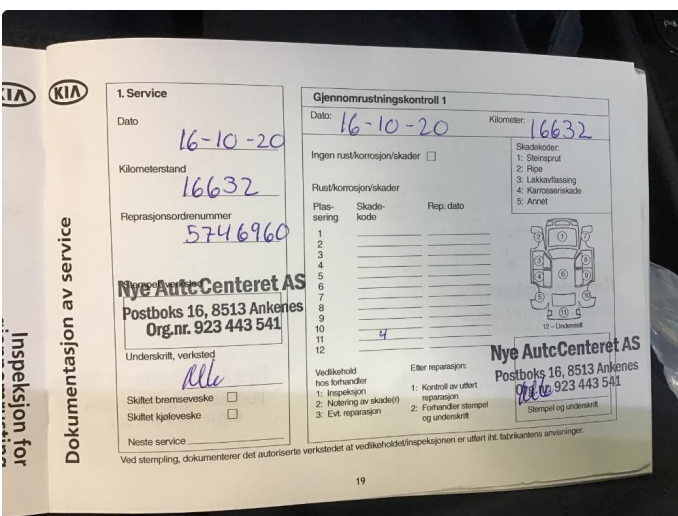 KIA
KIA
Inspeksjon for
Dokumentasjon av service
1. Service
Dato
16-10-20
Kilometerstand
16632
Reprasjonsordrenummer
5746960
Stempel, verksted
Nye AutoCenteret AS
Postboks 16, 8513 Ankenes
Org.nr. 923 443 541
Underskrift, verksted
Skiftet bremseveske
Skiftet kjøleveske
Neste service
Gjennomrustningskontroll 1
Dato: 16-10-20 Kilometer: 16632
Ingen rust/korrosjon/skader
Rust/korrosjon/skader
Plas-
sering
Skade-
kode
Rep. dato
1
2
3
4
5
6
7
8
9
10
11 4
12
Skadekoder:
1: Steinsprut
2: Ripe
3: Lakkavflassing
4: Karrosseriskade
5: Annet
12 – Understell
Vedlikehold
hos forhandler
1: Inspeksjon
2: Notering av skade(r)
3: Evt. reparasjon
Etter reparasjon:
1: Kontroll av utført
reparasjon
2: Forhandler stempel
og underskrift
Nye AutoCenteret AS
Postboks 16, 8513 Ankenes
923 443 541
Stempel og underskrift
Ved stempling, dokumenterer det autoriserte verkstedet at vedlikeholdet/inspeksjonen er utført iht. fabrikantens anvisninger.
19